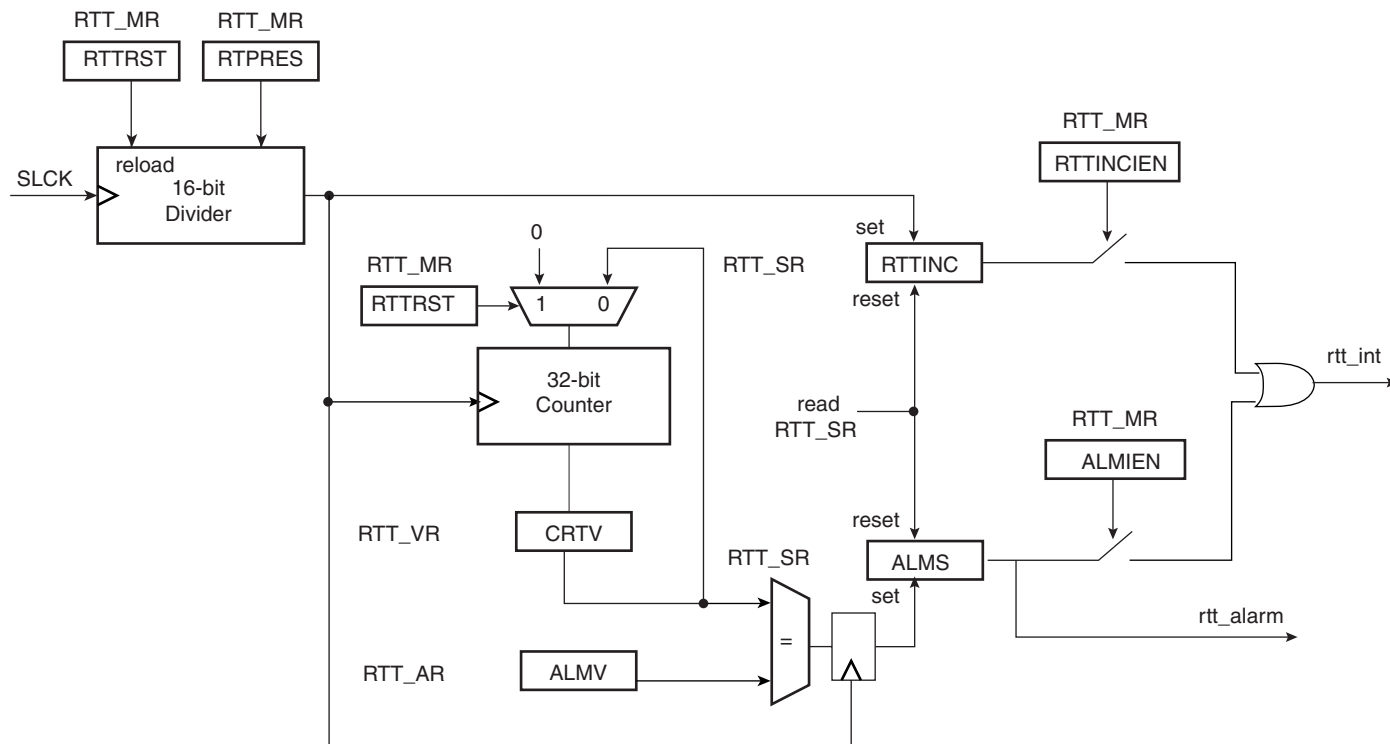 RTT_MR
RTT_MR
RTTRST
RTPRES
RTT_MR
reload
RTTINCIEN
SLCK
16-bit
Divider
set
0
RTT_MR
RTT_SR
RTTINC
RTTRST
1
0
reset
rtt_int
32-bit
Counter
read
RTT_SR
RTT_MR
ALMIEN
reset
RTT_VR
CRTV
RTT_SR
ALMS
set
rtt_alarm
=
RTT_AR
ALMV